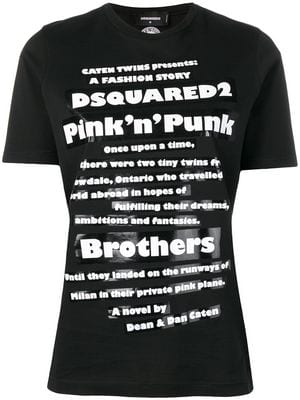 DSQUARED2
CATEN TWINS presents:
A FASHION STORY
DSQUARED2
Pink'n'Punk
Once upon a time,
there were two tiny twins
owdale, Ontario who travelled
rld abroad in hopes of
fulfilling their dreams,
ambitions and fantasies.
Brothers
Until they landed on the runways of
Milan in their private pink plane.
A novel by
Dean & Dan Caten